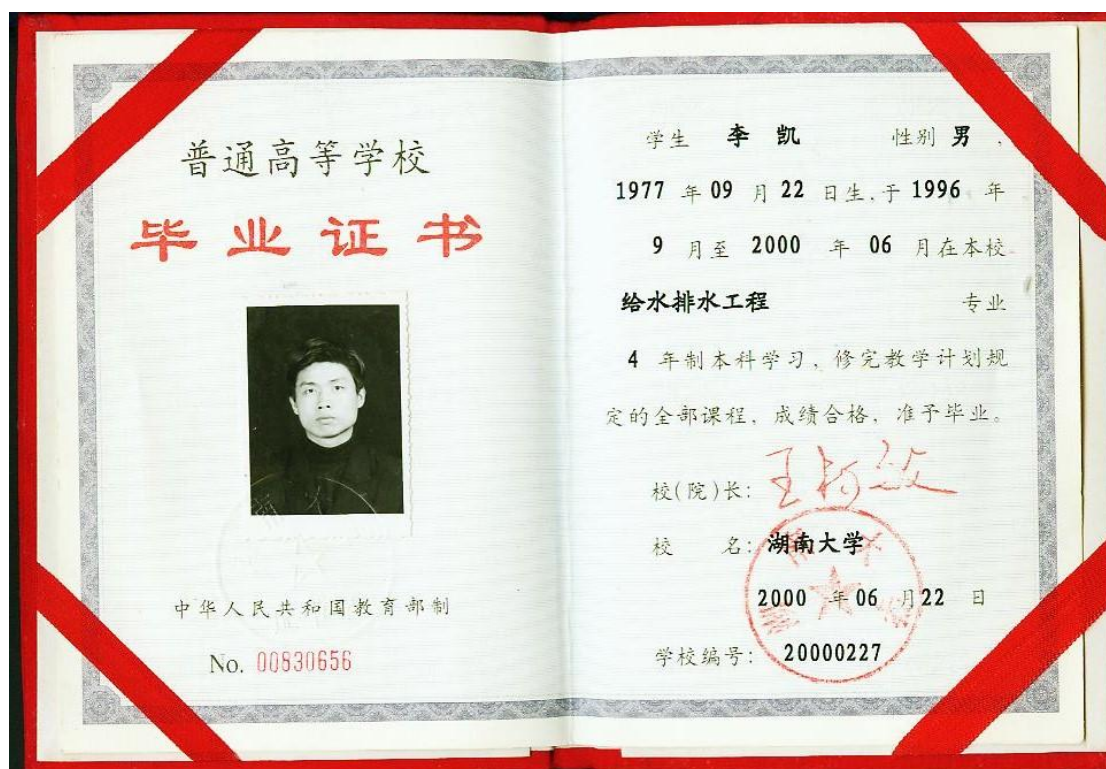 普通高等学校
毕业证书
中华人民共和国教育部制
No. 00830656
学生 李凯 性别 男,
1977 年 09 月 22 日生,于 1996 年
9 月至 2000 年 06 月在本校
给水排水工程 专业
4 年制本科学习,修完教学计划规
定的全部课程,成绩合格,准予毕业。
校(院)长: 王柯敏
校 名: 湖南大学
2000 年 06 月 22 日
学校编号: 20000227